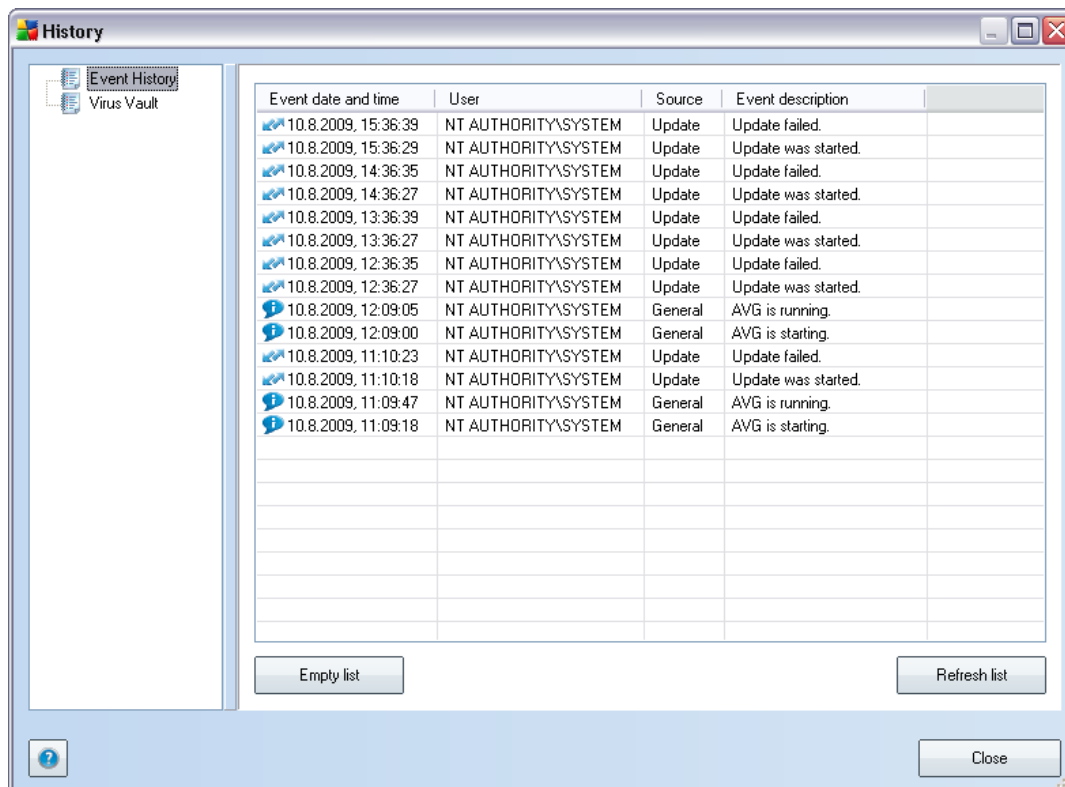 History
Event History
Virus Vault
Event date and time User Source Event description
10.8.2009, 15:36:39 NT AUTHORITY\SYSTEM Update Update failed.
10.8.2009, 15:36:29 NT AUTHORITY\SYSTEM Update Update was started.
10.8.2009, 14:36:35 NT AUTHORITY\SYSTEM Update Update failed.
10.8.2009, 14:36:27 NT AUTHORITY\SYSTEM Update Update was started.
10.8.2009, 13:36:39 NT AUTHORITY\SYSTEM Update Update failed.
10.8.2009, 13:36:27 NT AUTHORITY\SYSTEM Update Update was started.
10.8.2009, 12:36:35 NT AUTHORITY\SYSTEM Update Update failed.
10.8.2009, 12:36:27 NT AUTHORITY\SYSTEM Update Update was started.
10.8.2009, 12:09:05 NT AUTHORITY\SYSTEM General AVG is running.
10.8.2009, 12:09:00 NT AUTHORITY\SYSTEM General AVG is starting.
10.8.2009, 11:10:23 NT AUTHORITY\SYSTEM Update Update failed.
10.8.2009, 11:10:18 NT AUTHORITY\SYSTEM Update Update was started.
10.8.2009, 11:09:47 NT AUTHORITY\SYSTEM General AVG is running.
10.8.2009, 11:09:18 NT AUTHORITY\SYSTEM General AVG is starting.
Empty list
Refresh list
Close